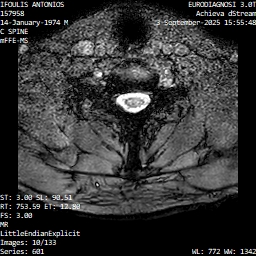 IFOULIS ANTONIOS
EURODIAGNOSI 3.0T
157958
Achieva dStream
14-January-1974 M
3-September-2025 15:55:48
C SPINE
mFFE-MS
ST: 3.00 SL: 90.51
RT: 753.59 ET: 12.80
FS: 3.00
MR
LittleEndianExplicit
Images: 10/133
Series: 601
WL: 772 WW: 1342